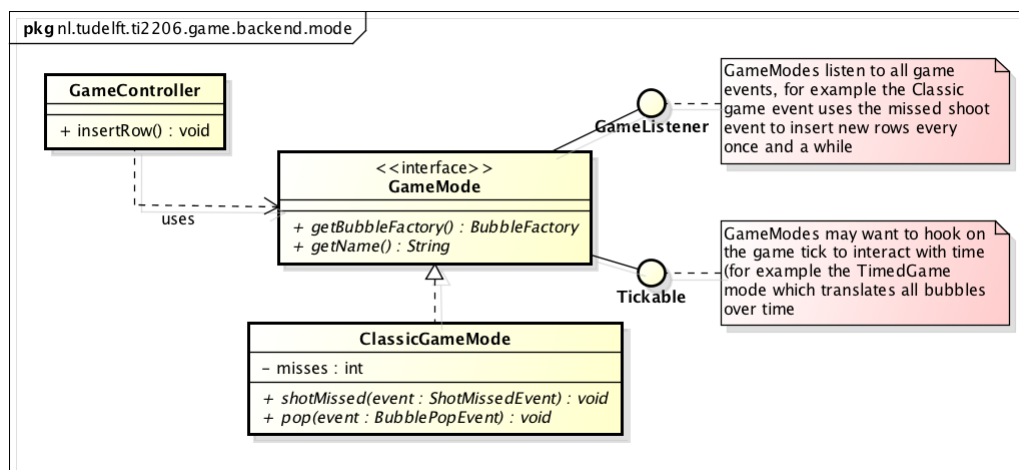 pkg nl.tudelft.ti2206.game.backend.mode
GameController
+ insertRow() : void
uses
<<interface>>
GameMode
+ getBubbleFactory() : BubbleFactory
+ getName() : String
GameListener
GameModes listen to all game
events, for example the Classic
game event uses the missed shoot
event to insert new rows every
once and a while
Tickable
GameModes may want to hook on
the game tick to interact with time
(for example the TimedGame
mode which translates all bubbles
over time
ClassicGameMode
- misses : int
+ shotMissed(event : ShotMissedEvent) : void
+ pop(event : BubblePopEvent) : void